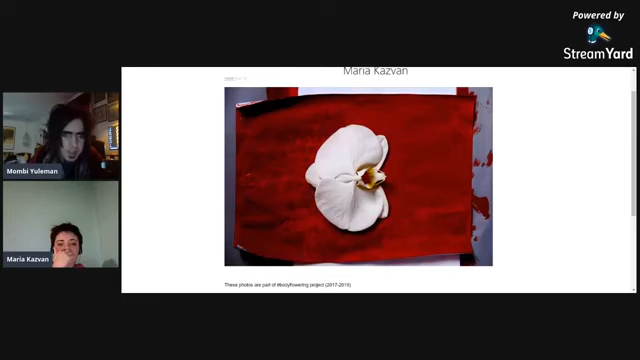 Powered by
StreamYard
Maria Kazvan
Mombi Yuleman
Maria Kazvan
These photos are part of #bodyflowering project (2017-2019)